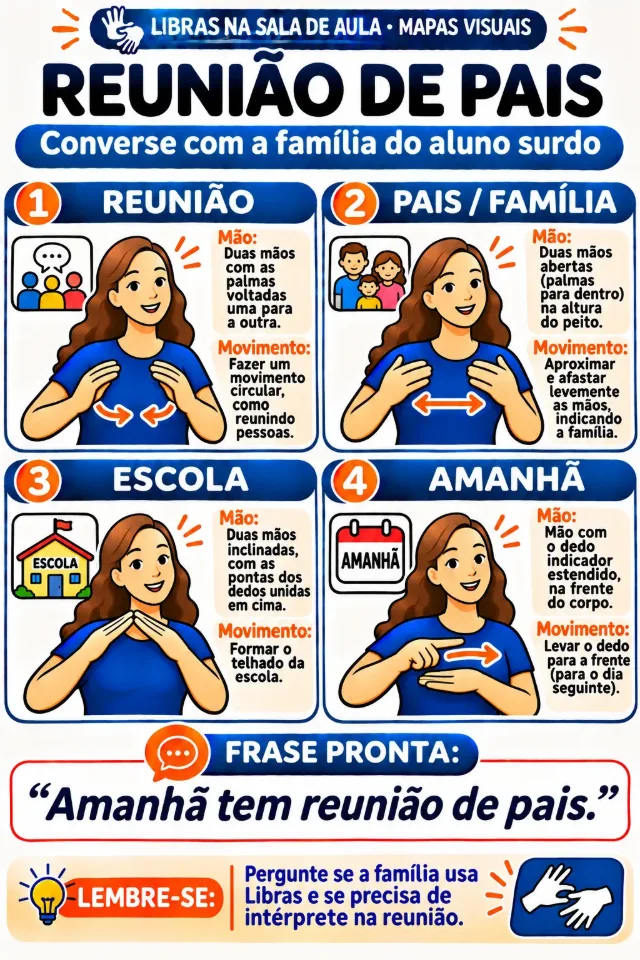 LIBRAS NA SALA DE AULA • MAPAS VISUAIS
REUNIÃO DE PAIS
Converse com a família do aluno surdo
1 REUNIÃO
Mão:
Duas mãos
com as
palmas
voltadas
uma para
a outra.
Movimento:
Fazer um
movimento
circular,
como
reunindo
pessoas.
2 PAIS / FAMÍLIA
Mão:
Duas mãos
abertas
(palmas
para dentro)
na altura
do peito.
Movimento:
Aproximar
e afastar
levemente
as mãos,
indicando
a família.
3 ESCOLA
ESCOLA
Mão:
Duas mãos
inclinadas,
com as
pontas dos
dedos unidas
em cima.
Movimento:
Formar o
telhado da
escola.
4 AMANHÃ
AMANHÃ
Mão:
Mão com
o dedo
indicador
estendido,
na frente
do corpo.
Movimento:
Levar o dedo
para a frente
(para o dia
seguinte).
FRASE PRONTA:
“Amanhã tem reunião de pais.”
LEMBRE-SE:
Pergunte se a família usa
Libras e se precisa de
intérprete na reunião.